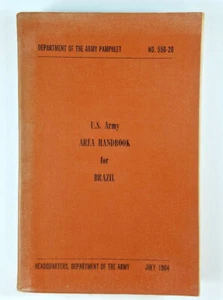 DEPARTMENT OF THE ARMY PAMPHLET NO. 550-20
U.S. Army
AREA HANDBOOK
for
BRAZIL
HEADQUARTERS, DEPARTMENT OF THE ARMY JULY 1964